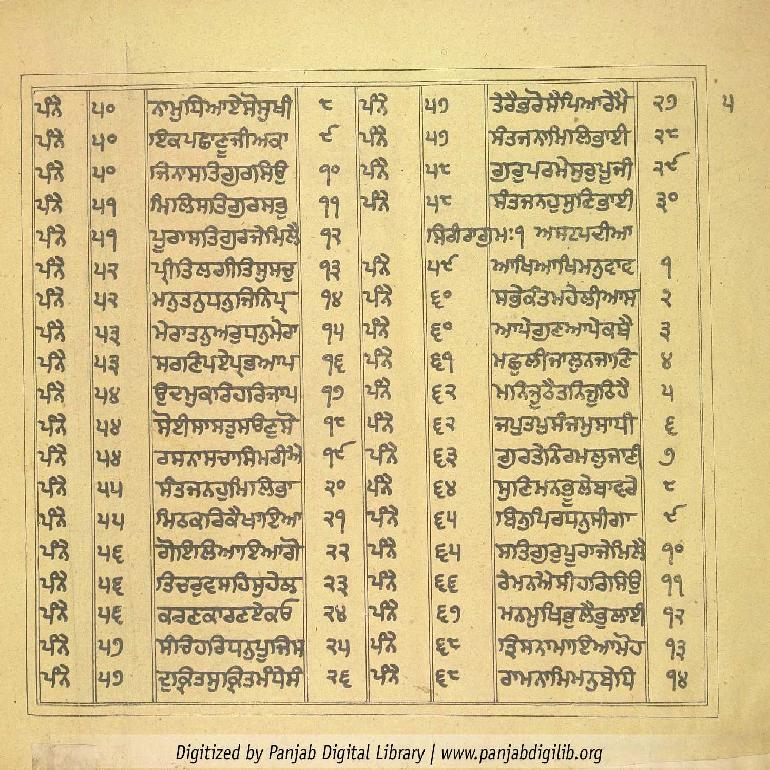 ਪੰਨੇ ੫੦ ਨਾਮੁਧਿਆਏਸੋਸੁਖੀ ੮ ਪੰਨੇ ੫੭ ਤੇਰੈਭਰੋਸੈਪਿਆਰੇਮੈ ੨੭ ੫
ਪੰਨੇ ੫੦ ਇਕਪਛਾਣੂਜੀਅਕਾ ੯ ਪੰਨੇ ੫੭ ਸੰਤਜਨਾਮਿਲਿਭਾਈ ੨੮
ਪੰਨੇ ੫੦ ਜਿਨਾਸਤਿਗੁਰਸਿਉ ੧੦ ਪੰਨੇ ੫੮ ਗੁਰੁਪਰਮੇਸੁਰੁਪੂਜੀ ੨੯
ਪੰਨੇ ੫੧ ਮਿਲਿਸਤਿਗੁਰਸਭੁ ੧੧ ਪੰਨੇ ੫੮ ਸੰਤਜਨਹੁਸੁਣਿਭਾਈ ੩੦
ਪੰਨੇ ੫੧ ਪੂਰਾਸਤਿਗੁਰਜੇਮਿਲੈ ੧੨ ਸਿਰੀਰਾਗੁਮਃ੧ ਅਸਟਪਦੀਆ
ਪੰਨੇ ੫੨ ਪ੍ਰੀਤਿਲਗੀਤਿਸੁਸਚੁ ੧੩ ਪੰਨੇ ੫੯ ਆਖਿਆਖਿਮਨੁਵਾਵ ੧
ਪੰਨੇ ੫੨ ਮਨੁਤਨੁਧਨੁਜਿਨਿਪ੍ਰ ੧੪ ਪੰਨੇ ੬੦ ਸਭੇਕੰਤਮਹੇਲੀਆਸ ੨
ਪੰਨੇ ੫੩ ਮੇਰਾਤਨੁਅਰੁਧਨੁਮੇਰਾ ੧੫ ਪੰਨੇ ੬੦ ਆਪੇਗੁਣਆਪੇਕਥੈ ੩
ਪੰਨੇ ੫੩ ਸਰਣਿਪਏਪ੍ਰਭਆਪ ੧੬ ਪੰਨੇ ੬੧ ਮਛੁਲੀਜਾਲੁਨਜਾਣਿ ੪
ਪੰਨੇ ੫੪ ਉਦਮੁਕਰਿਹਰਿਜਾਪ ੧੭ ਪੰਨੇ ੬੨ ਮਨਿਜੂਠੈਤਨਿਜੂਠਿਹੈ ੫
ਪੰਨੇ ੫੪ ਸੋਈਸਾਸਤੁਸਉਣੁਸੋ ੧੮ ਪੰਨੇ ੬੨ ਜਪੁਤਪੁਸੰਜਮੁਸਾਧੀ ੬
ਪੰਨੇ ੫੪ ਰਸਨਾਸਚਾਸਿਮਰੀਐ ੧੯ ਪੰਨੇ ੬੩ ਗੁਰਤੇਨਿਰਮਲੁਜਾਣੀ ੭
ਪੰਨੇ ੫੫ ਸੰਤਜਨਹੁਮਿਲਿਭਾ ੨੦ ਪੰਨੇ ੬੪ ਸੁਣਿਮਨਭੂਲੇਬਾਵਰੇ ੮
ਪੰਨੇ ੫੫ ਮਿਠਾਕਰਿਕੈਖਾਇਆ ੨੧ ਪੰਨੇ ੬੫ ਬਿਨੁਪਿਰਧਨੁਸੀਗਾ ੯
ਪੰਨੇ ੫੬ ਗੋਇਲਿਆਇਆਗੋ ੨੨ ਪੰਨੇ ੬੫ ਸਤਿਗੁਰੁਪੂਰਾਜੇਮਿਲੈ ੧੦
ਪੰਨੇ ੫੬ ਤਿਚਰੁਵਸਹਿਸੁਹੇਲ ੨੩ ਪੰਨੇ ੬੬ ਰੇਮਨਐਸੀਹਰਿਸਿਉ ੧੧
ਪੰਨੇ ੫੬ ਕਰਣਕਾਰਣਏਕਓ ੨੪ ਪੰਨੇ ੬੭ ਮਨਮੁਖਿਭੁਲੈਭੁਲਾਈ ੧੨
ਪੰਨੇ ੫੭ ਸੰਚਿਹਰਿਧਨੁਪੂਜਿਸ ੨੫ ਪੰਨੇ ੬੮ ਤ੍ਰਿਸਨਾਮਾਇਆਮੋਹ ੧੩
ਪੰਨੇ ੫੭ ਦੁਕ੍ਰਿਤਸੁਕ੍ਰਿਤਮੰਧੇਸੰ ੨੬ ਪੰਨੇ ੬੮ ਰਾਮਨਾਮਿਮਨੁਬੇਧਿ ੧੪
Digitized by Panjab Digital Library | www.panjabdigilib.org